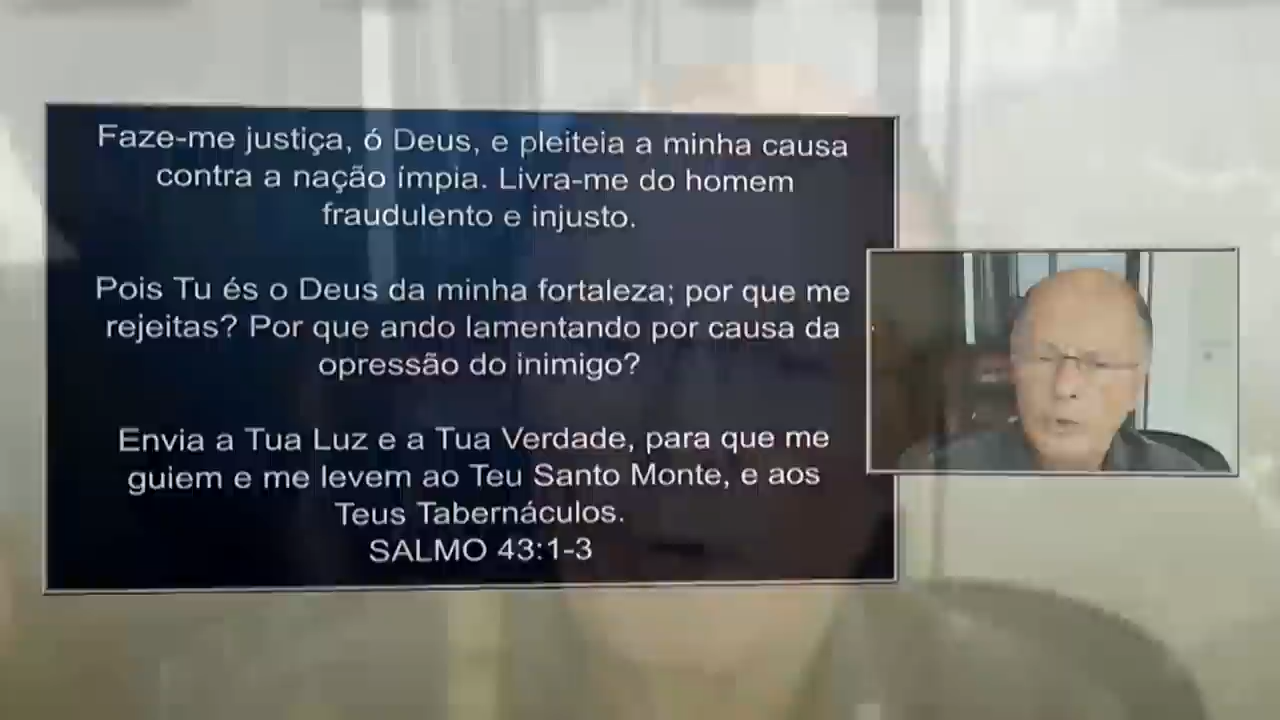 Faze-me justiça, ó Deus, e pleiteia a minha causa
contra a nação ímpia. Livra-me do homem
fraudulento e injusto.
Pois Tu és o Deus da minha fortaleza; por que me
rejeitas? Por que ando lamentando por causa da
opressão do inimigo?
Envia a Tua Luz e a Tua Verdade, para que me
guiem e me levem ao Teu Santo Monte, e aos
Teus Tabernáculos.
SALMO 43:1-3